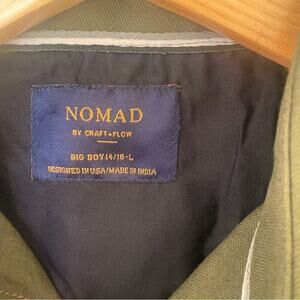 NOMAD
BY CRAFT+FLOW
BIG BOY 14/16-L
DESIGNED IN USA/MADE IN INDIA